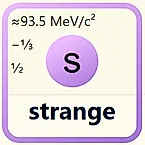 ≈93.5 MeV/c²
−⅓
½
s
strange